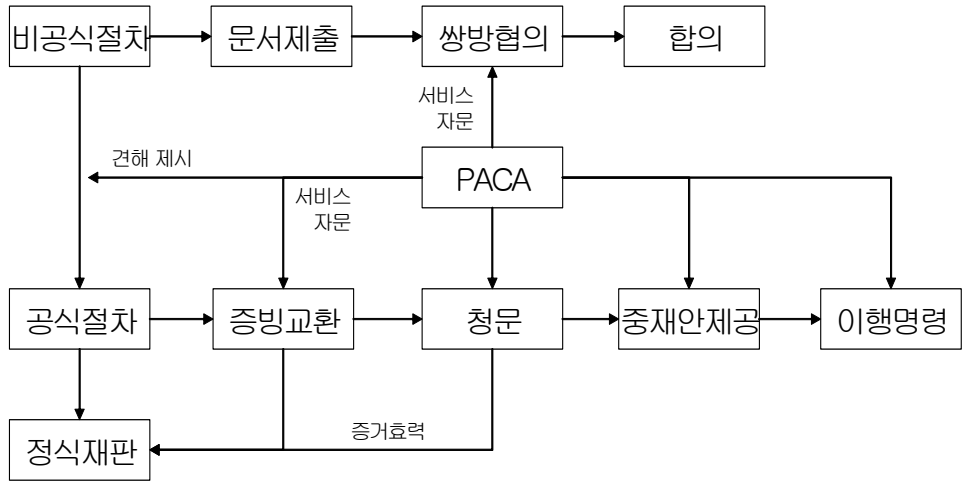 비공식절차
문서제출
쌍방협의
합의
서비스
자문
견해 제시
PACA
서비스
자문
공식절차
증빙교환
청문
중재안제공
이행명령
증거효력
정식재판